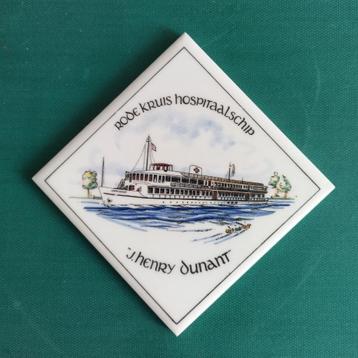 Rode Kruis Hospitaalschip
"J. Henry Dunant"